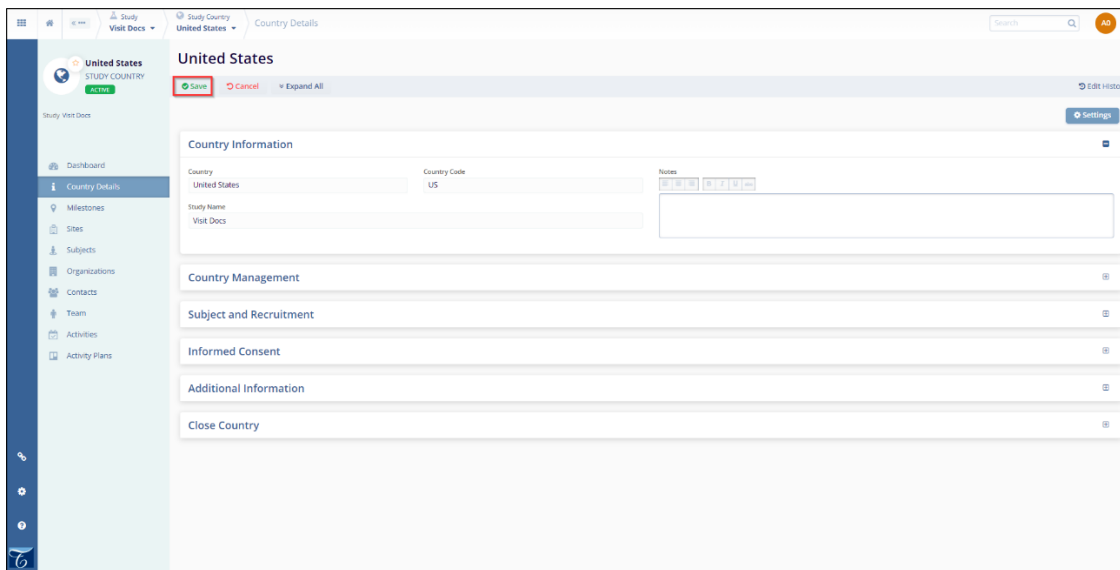 Study
Visit Docs
Study Country
United States
Country Details
Search
AO
United States
STUDY COUNTRY
ACTIVE
Study Visit Docs
Dashboard
Country Details
Milestones
Sites
Subjects
Organizations
Contacts
Team
Activities
Activity Plans
United States
Save Cancel Expand All Edit Histo
Settings
Country Information
Country Country Code Notes
United States US
B I U abc
Study Name
Visit Docs
Country Management
Subject and Recruitment
Informed Consent
Additional Information
Close Country